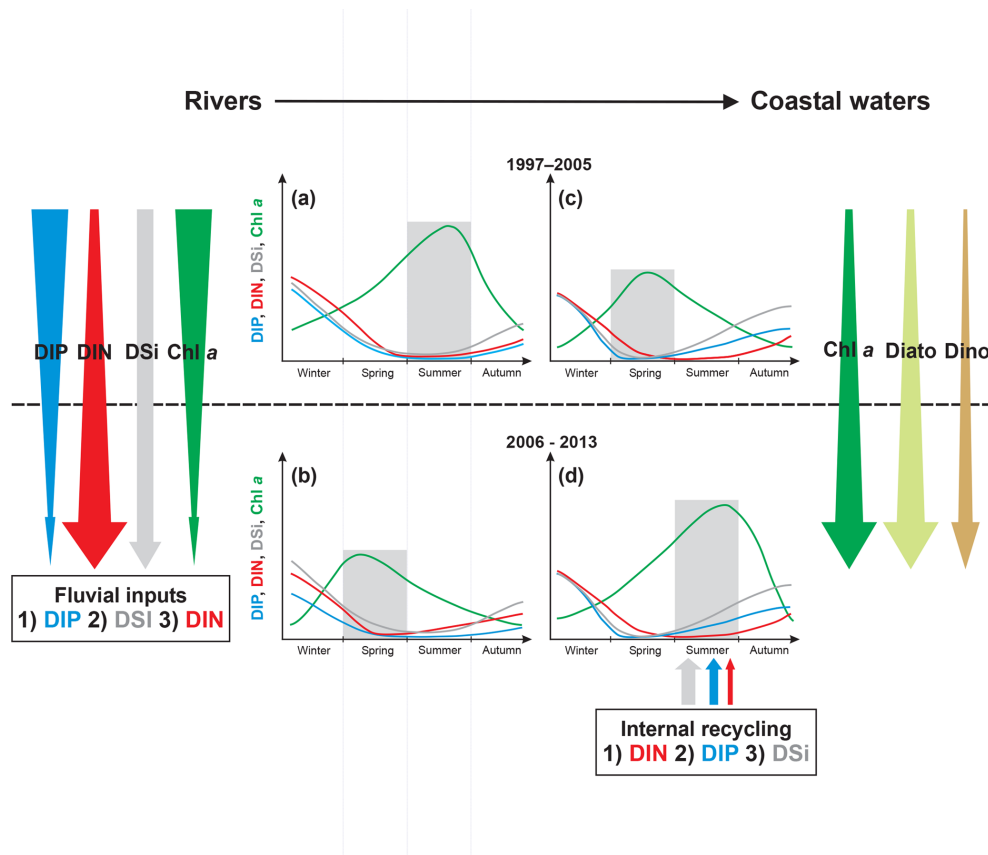 Rivers
Coastal waters
1997–2005
(a)
(c)
DIP, DIN, DSi, Chl a
Winter Spring Summer Autumn
Winter Spring Summer Autumn
DIP DIN DSi Chl a
Chl a Diato Dino
2006 - 2013
(b)
(d)
DIP, DIN, DSi, Chl a
Winter Spring Summer Autumn
Winter Spring Summer Autumn
Fluvial inputs
1) DIP 2) DSI 3) DIN
Internal recycling
1) DIN 2) DIP 3) DSi